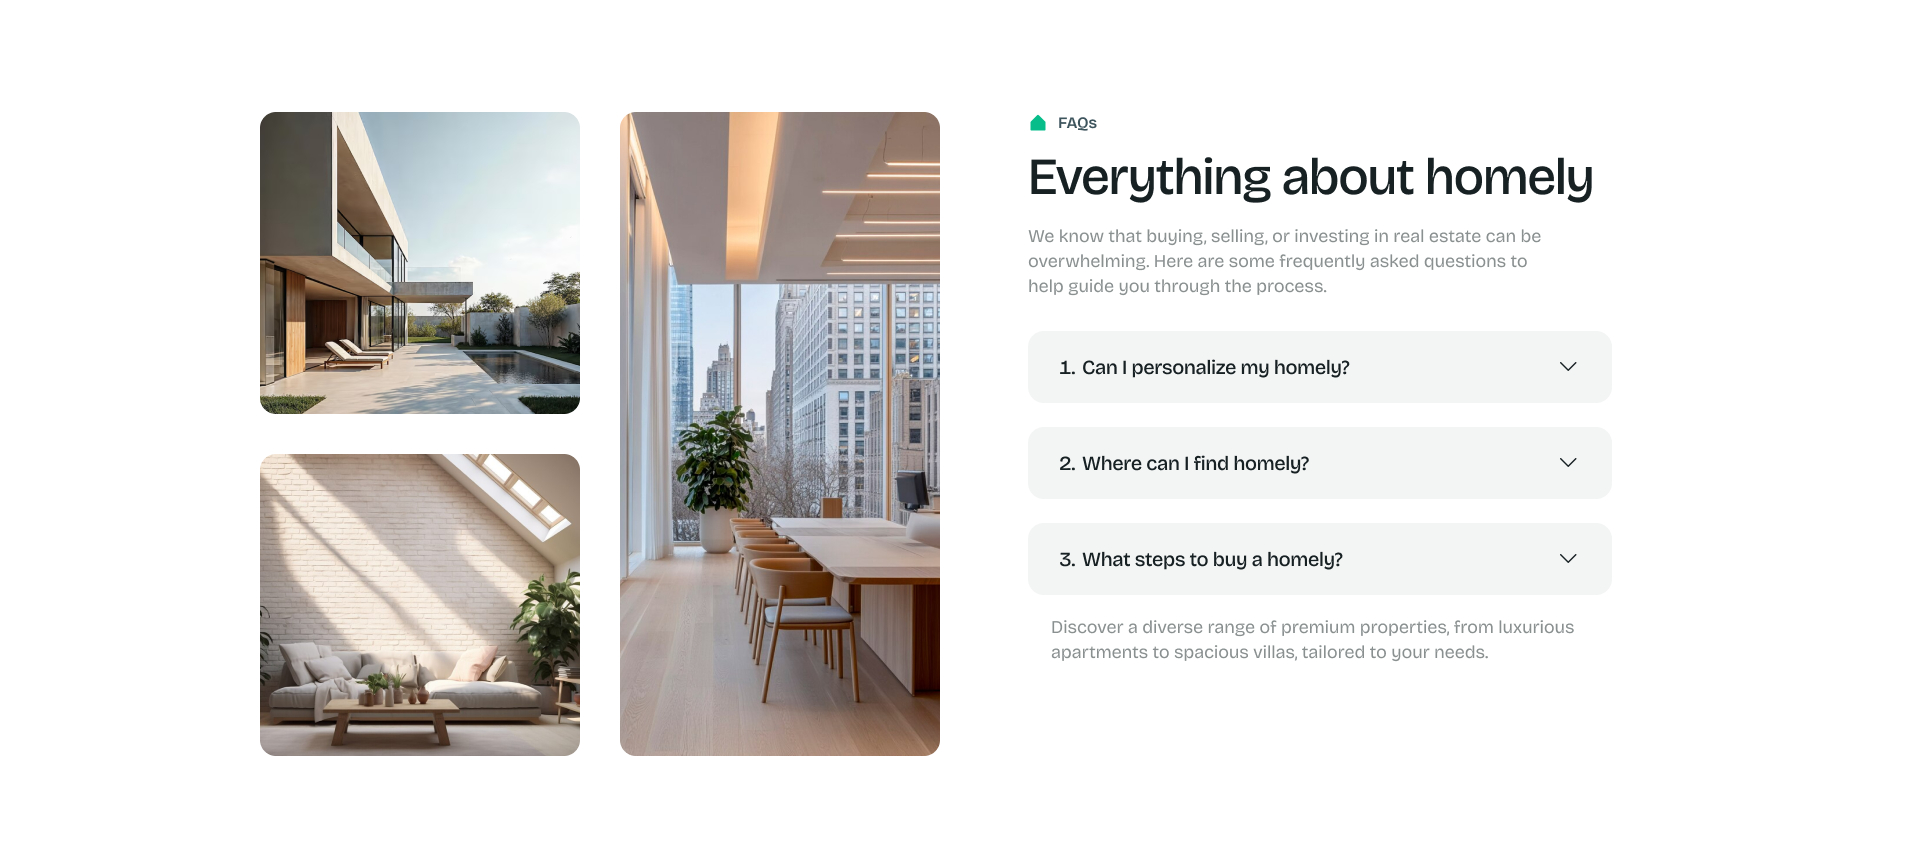 FAQs
Everything about homely
We know that buying, selling, or investing in real estate can be
overwhelming. Here are some frequently asked questions to
help guide you through the process.
1. Can I personalize my homely?
2. Where can I find homely?
3. What steps to buy a homely?
Discover a diverse range of premium properties, from luxurious
apartments to spacious villas, tailored to your needs.